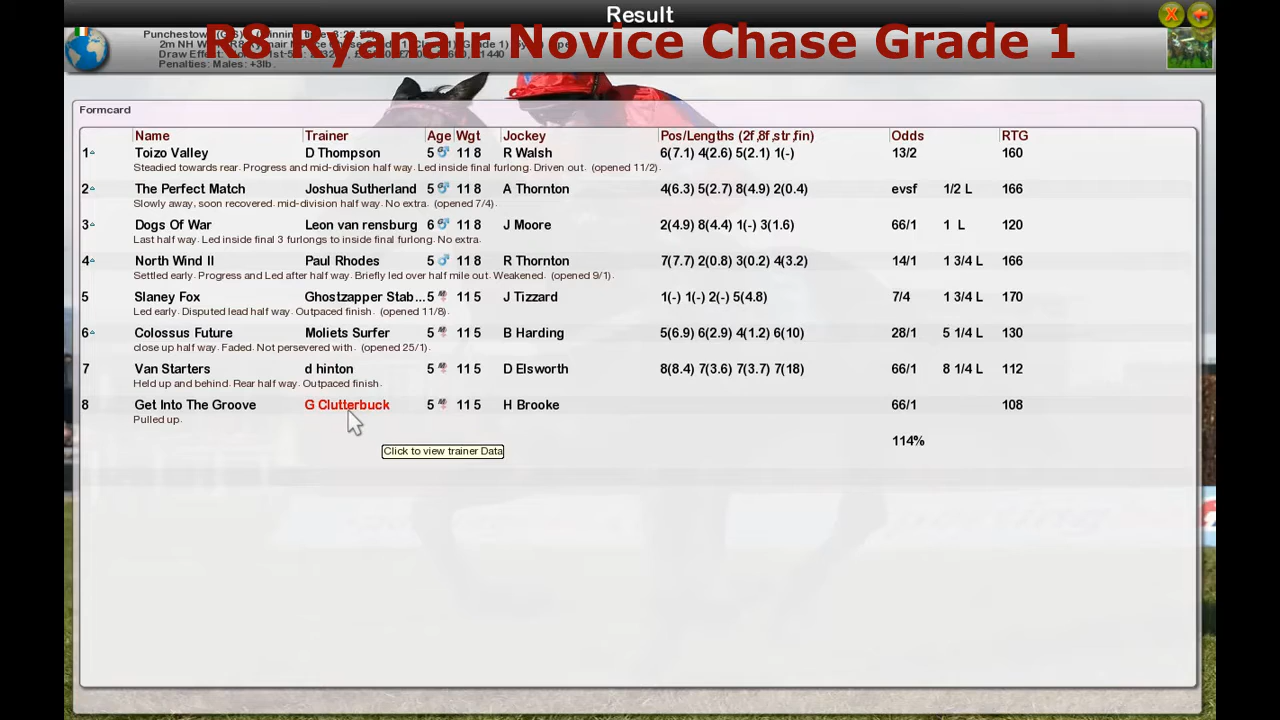 Result
R8 Ryanair Novice Chase Grade 1
Penalties: Males: +3lb.
Formcard
Name Trainer Age Wgt Jockey Pos/Lengths (2f,8f,str,fin) Odds RTG
1 Toizo Valley D Thompson 5 11 8 R Walsh 6(7.1) 4(2.6) 5(2.1) 1(-) 13/2 160
Steadied towards rear. Progress and mid-division half way. Led inside final furlong. Driven out. (opened 11/2).
2 The Perfect Match Joshua Sutherland 5 11 8 A Thornton 4(6.3) 5(2.7) 8(4.9) 2(0.4) evsf 1/2 L 166
Slowly away, soon recovered. mid-division half way. No extra. (opened 7/4).
3 Dogs Of War Leon van rensburg 6 11 8 J Moore 2(4.9) 8(4.4) 1(-) 3(1.6) 66/1 1 L 120
Last half way. Led inside final 3 furlongs to inside final furlong. No extra.
4 North Wind II Paul Rhodes 5 11 8 R Thornton 7(7.7) 2(0.8) 3(0.2) 4(3.2) 14/1 1 3/4 L 166
Settled early. Progress and Led after half way. Briefly led over half mile out. Weakened. (opened 9/1).
5 Slaney Fox Ghostzapper Stab... 5 11 5 J Tizzard 1(-) 1(-) 2(-) 5(4.8) 7/4 1 3/4 L 170
Led early. Disputed lead half way. Outpaced finish. (opened 11/8).
6 Colossus Future Moliets Surfer 5 11 5 B Harding 5(6.9) 6(2.9) 4(1.2) 6(10) 28/1 5 1/4 L 130
close up half way. Faded. Not persevered with. (opened 25/1).
7 Van Starters d hinton 5 11 5 D Elsworth 8(8.4) 7(3.6) 7(3.7) 7(18) 66/1 8 1/4 L 112
Held up and behind. Rear half way. Outpaced finish.
8 Get Into The Groove G Clutterbuck 5 11 5 H Brooke 66/1 108
Pulled up.
114%
Click to view trainer Data